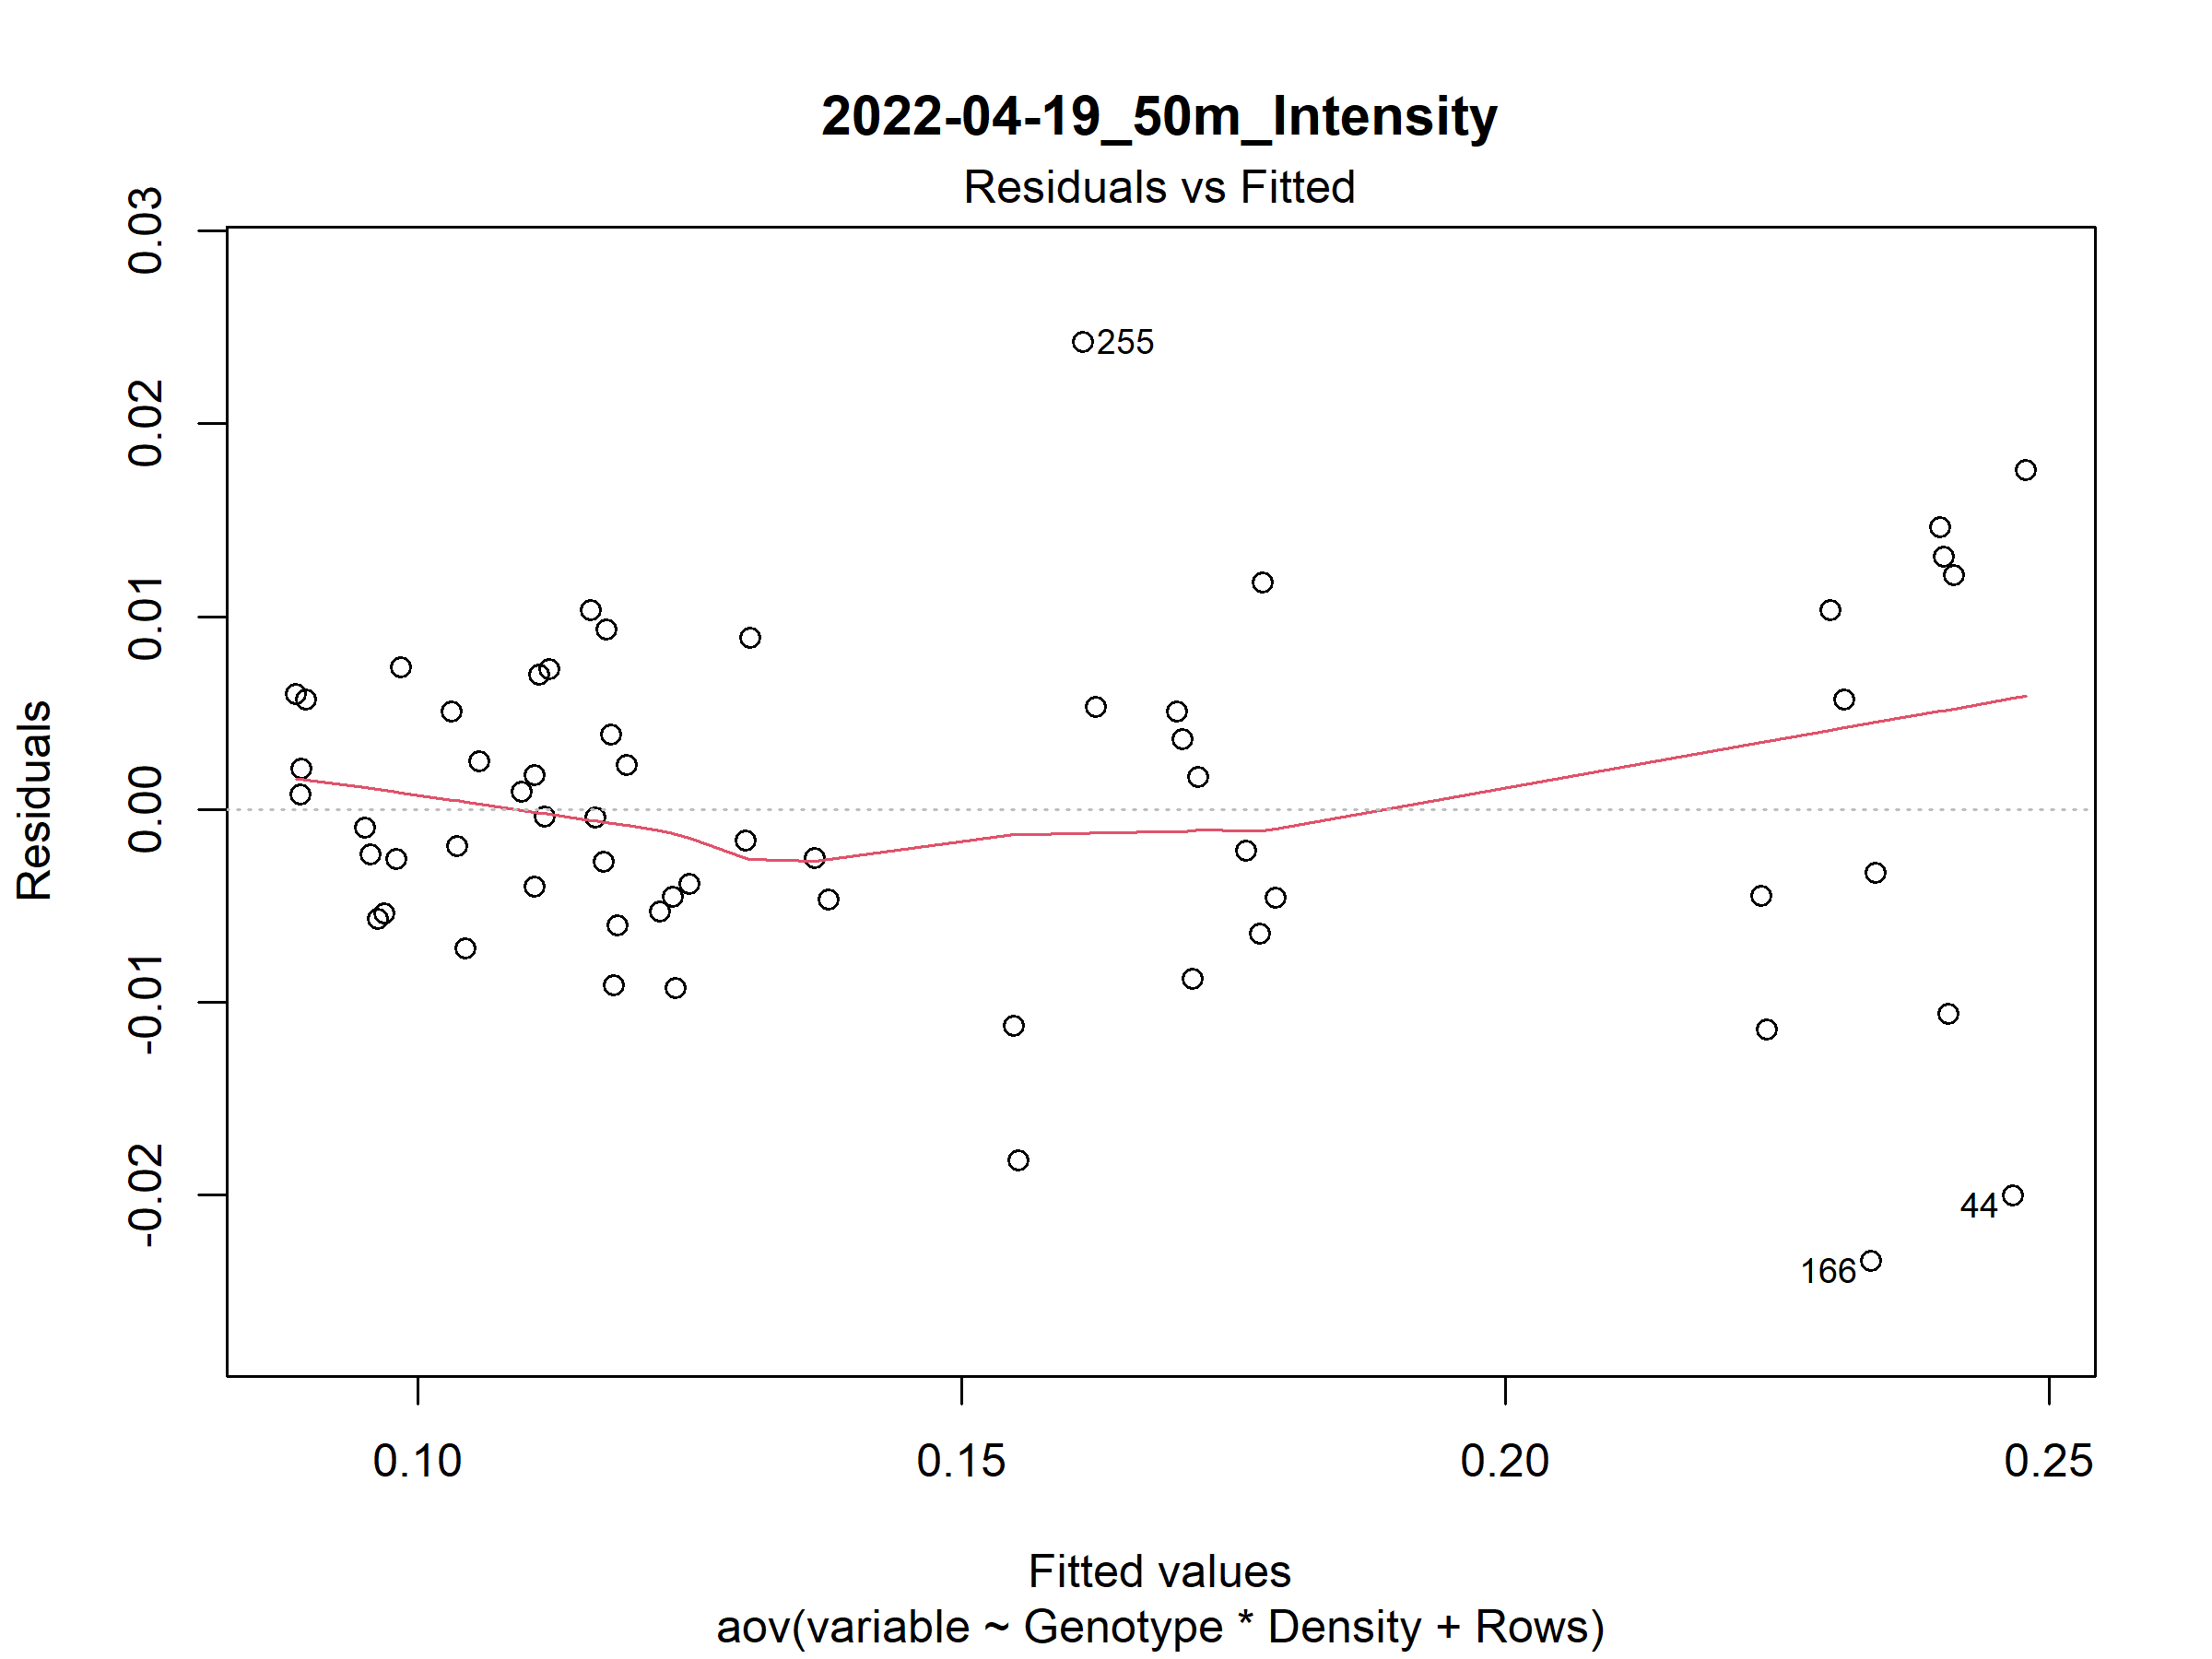 2022-04-19_50m_Intensity
Residuals vs Fitted
0.03
0.02
0.01
0.00
-0.01
-0.02
Residuals
255
44
166
0.10 0.15 0.20 0.25
Fitted values
aov(variable ~ Genotype * Density + Rows)